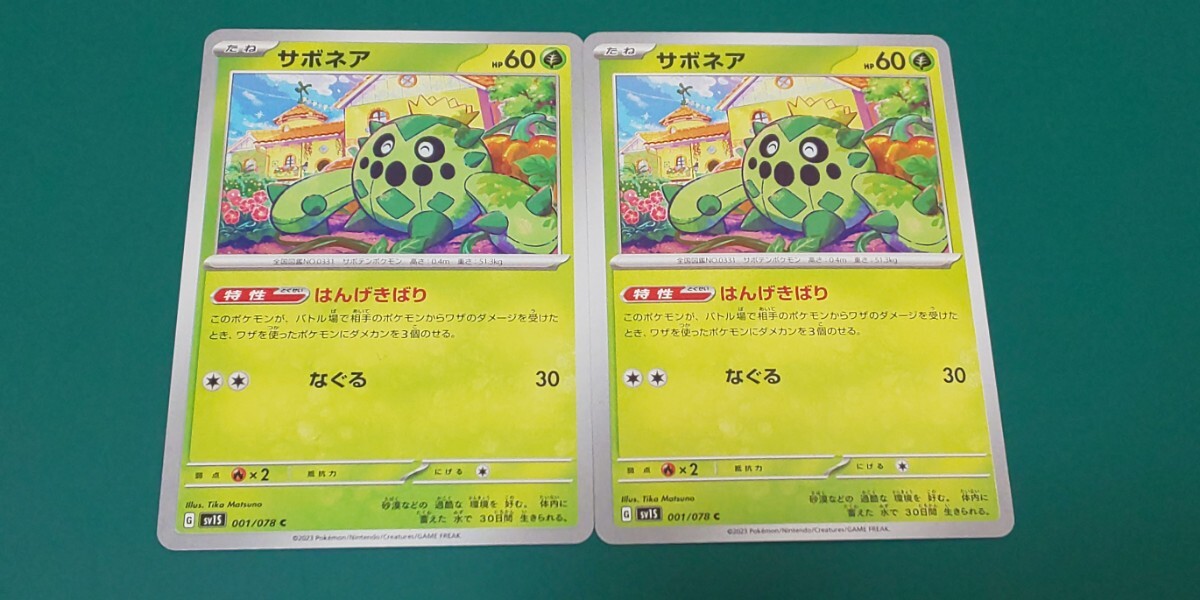 たね サボネア HP60
全国図鑑NO.0331 サボテンポケモン 高さ:0.4m 重さ:51.3kg
特性 はんげきばり
このポケモンが、バトル場で相手のポケモンからワザのダメージを受けた
とき、ワザを使ったポケモンにダメカンを3個のせる。
なぐる 30
弱点 ×2 抵抗力 にげる
Illus. Tika Matsuno
G sv1S 001/078 C
砂漠などの 過酷な 環境を 好む。 体内に
蓄えた 水で 30日間 生きられる。
©2023 Pokémon/Nintendo/Creatures/GAME FREAK.
たね サボネア HP60
全国図鑑NO.0331 サボテンポケモン 高さ:0.4m 重さ:51.3kg
特性 はんげきばり
このポケモンが、バトル場で相手のポケモンからワザのダメージを受けた
とき、ワザを使ったポケモンにダメカンを3個のせる。
なぐる 30
弱点 ×2 抵抗力 にげる
Illus. Tika Matsuno
G sv1S 001/078 C
砂漠などの 過酷な 環境を 好む。 体内に
蓄えた 水で 30日間 生きられる。
©2023 Pokémon/Nintendo/Creatures/GAME FREAK.